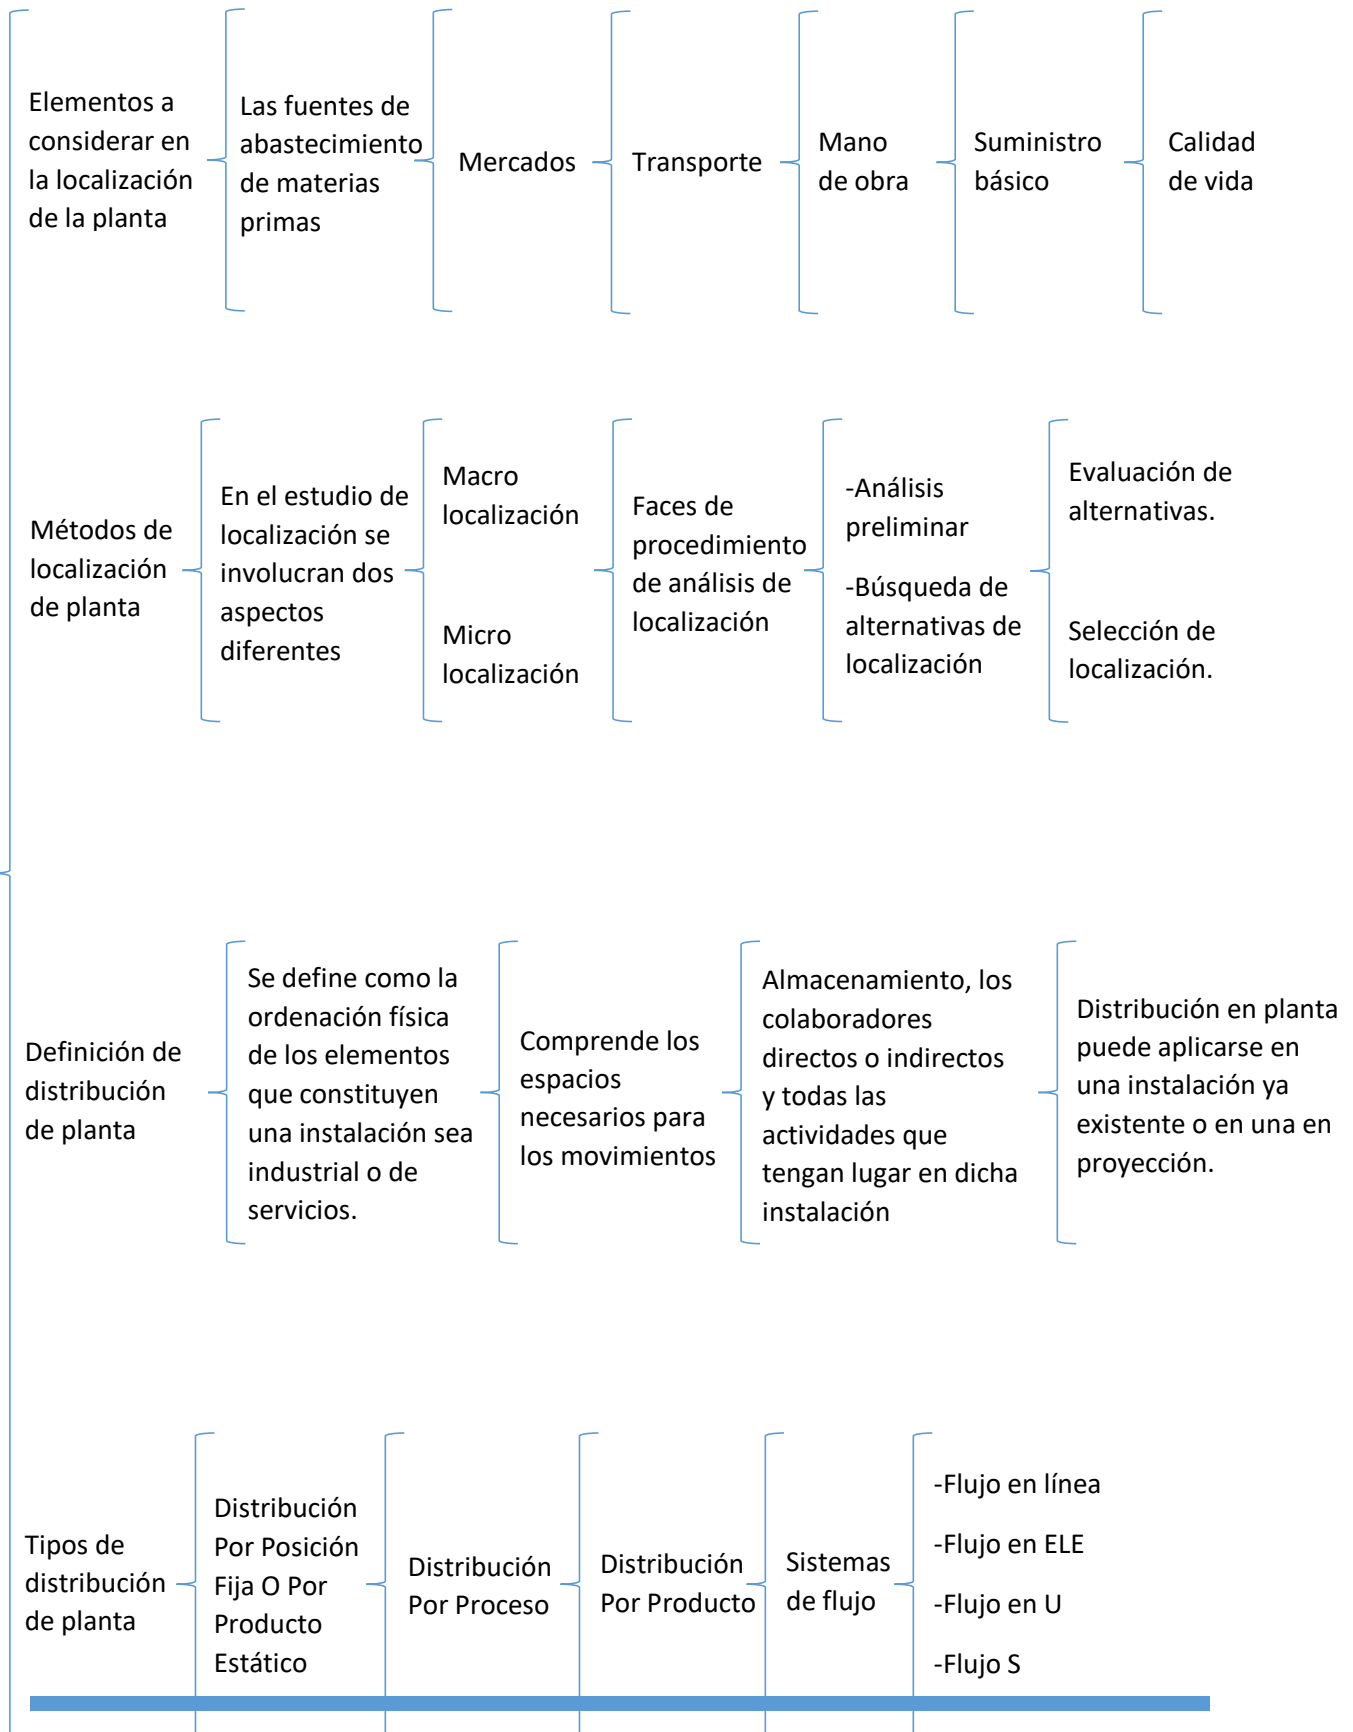 Elementos a
considerar en
la localización
de la planta
Las fuentes de
abastecimiento
de materias
primas
Mercados
Transporte
Mano
de obra
Suministro
básico
Calidad
de vida
Métodos de
localización
de planta
En el estudio de
localización se
involucran dos
aspectos
diferentes
Macro
localización
Micro
localización
Faces de
procedimiento
de análisis de
localización
-Análisis
preliminar
-Búsqueda de
alternativas de
localización
Evaluación de
alternativas.
Selección de
localización.
Definición de
distribución
de planta
Se define como la
ordenación física
de los elementos
que constituyen
una instalación sea
industrial o de
servicios.
Comprende los
espacios
necesarios para
los movimientos
Almacenamiento, los
colaboradores
directos o indirectos
y todas las
actividades que
tengan lugar en dicha
instalación
Distribución en planta
puede aplicarse en
una instalación ya
existente o en una en
proyección.
Tipos de
distribución
de planta
Distribución
Por Posición
Fija O Por
Producto
Estático
Distribución
Por Proceso
Distribución
Por Producto
Sistemas
de flujo
-Flujo en línea
-Flujo en ELE
-Flujo en U
-Flujo S